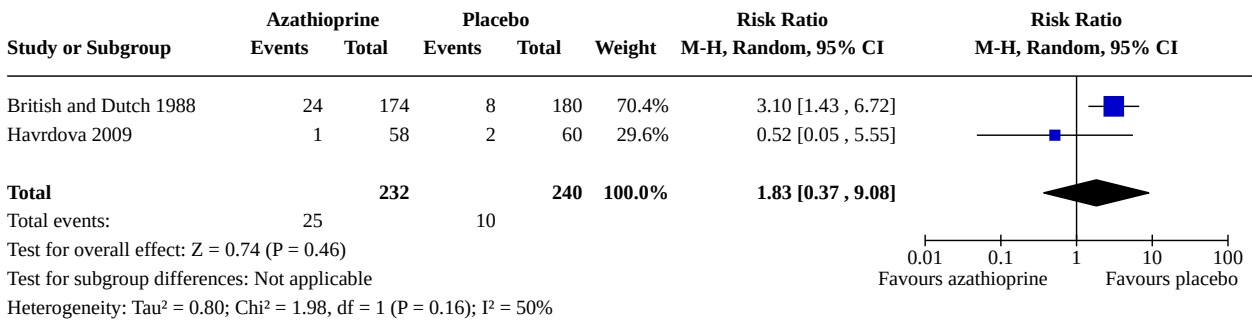 Azathioprine Placebo Risk Ratio Risk Ratio
Study or Subgroup Events Total Events Total Weight M-H, Random, 95% CI M-H, Random, 95% CI
British and Dutch 1988 24 174 8 180 70.4% 3.10 [1.43 , 6.72]
Havrdova 2009 1 58 2 60 29.6% 0.52 [0.05 , 5.55]
Total 232 240 100.0% 1.83 [0.37 , 9.08]
Total events: 25 10
Test for overall effect: Z = 0.74 (P = 0.46)
0.01 0.1 1 10 100
Test for subgroup differences: Not applicable
Favours azathioprine Favours placebo
Heterogeneity: Tau² = 0.80; Chi² = 1.98, df = 1 (P = 0.16); I² = 50%